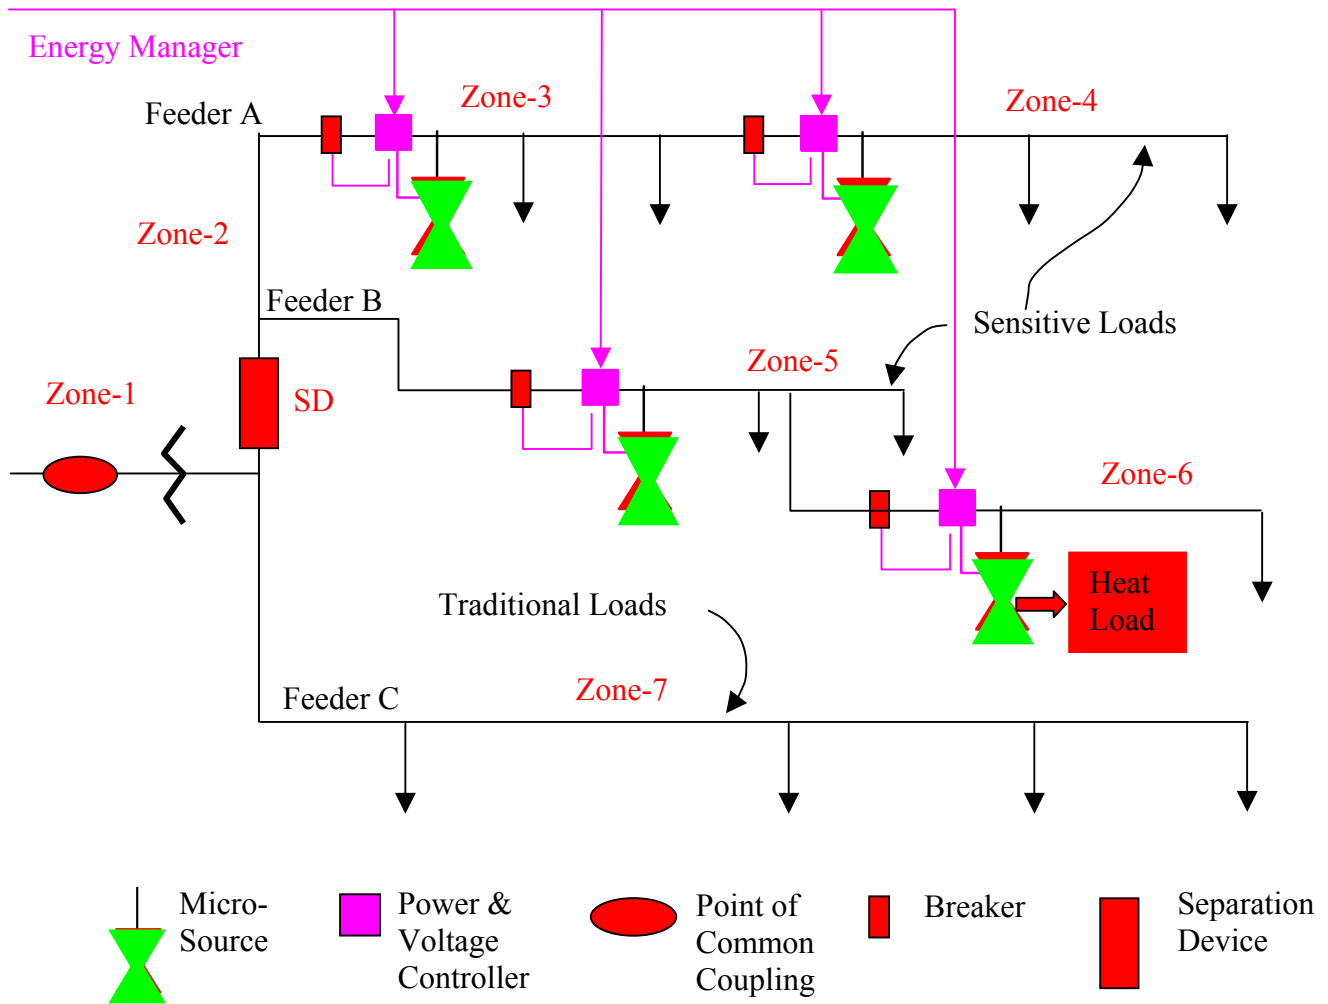 Energy Manager
Feeder A
Zone-3
Zone-4
Zone-2
Feeder B
Sensitive Loads
Zone-5
Zone-1
SD
Zone-6
Heat
Load
Traditional Loads
Feeder C
Zone-7
Micro-
Source
Power &
Voltage
Controller
Point of
Common
Coupling
Breaker
Separation
Device